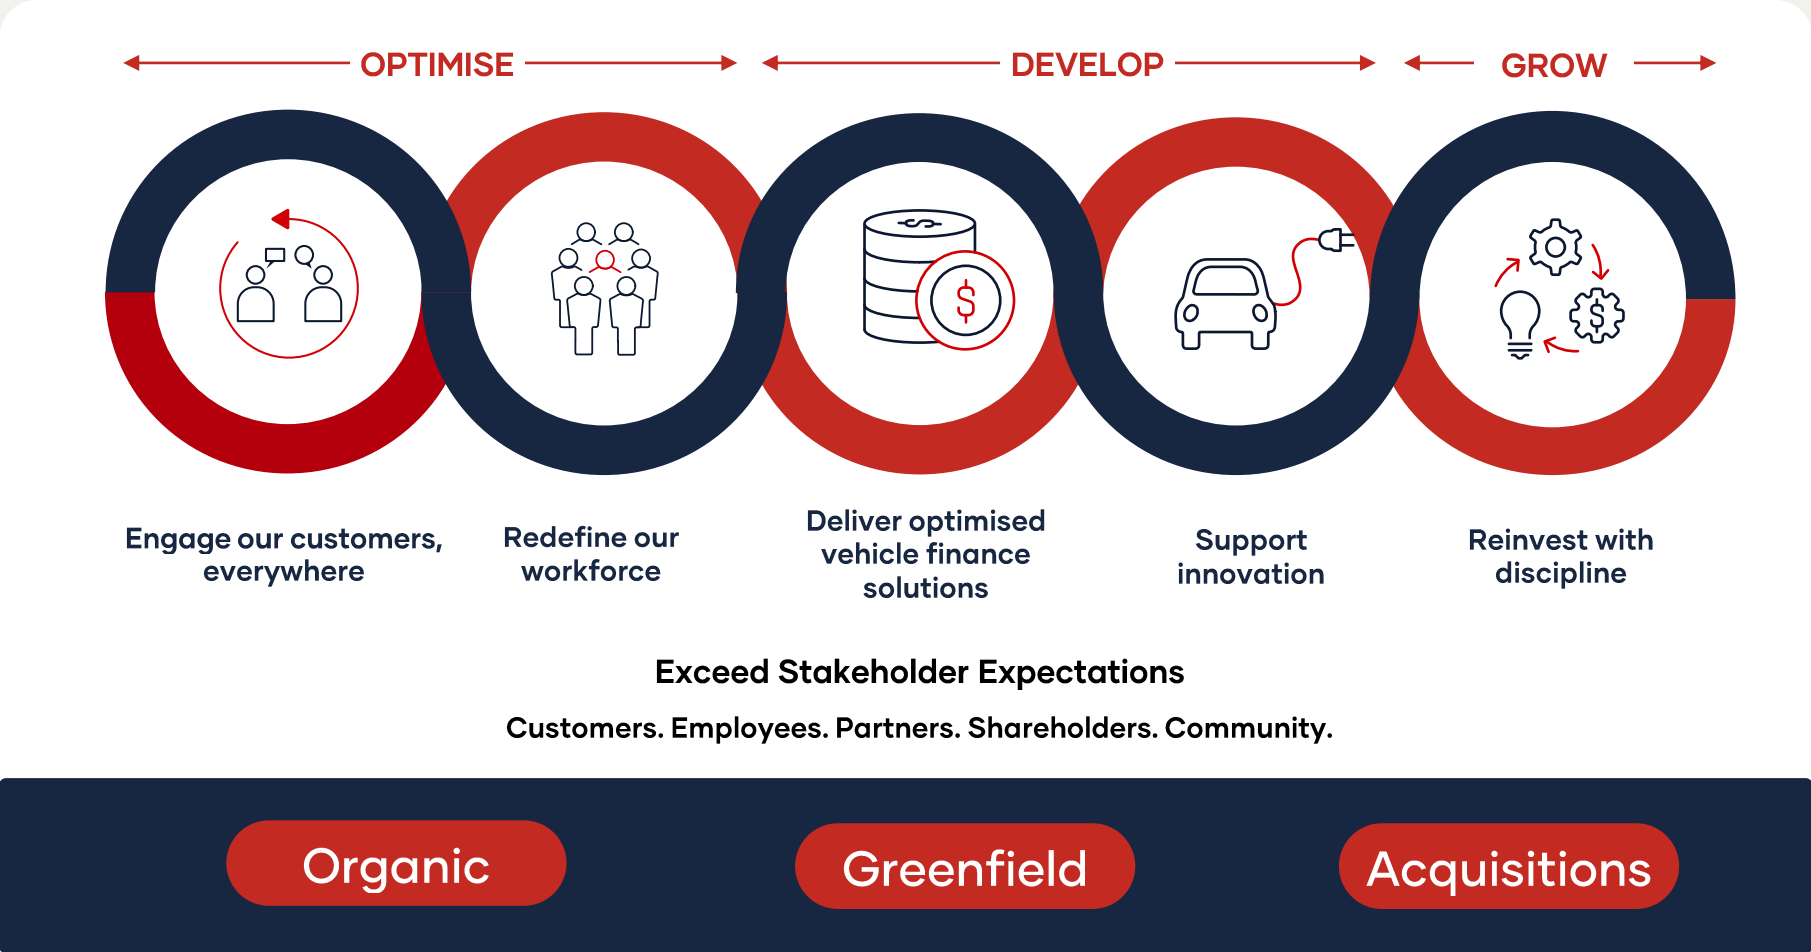 OPTIMISE
DEVELOP
GROW
$
$
$
Engage our customers,
everywhere
Redefine our
workforce
Deliver optimised
vehicle finance
solutions
Support
innovation
Reinvest with
discipline
Exceed Stakeholder Expectations
Customers. Employees. Partners. Shareholders. Community.
Organic
Greenfield
Acquisitions